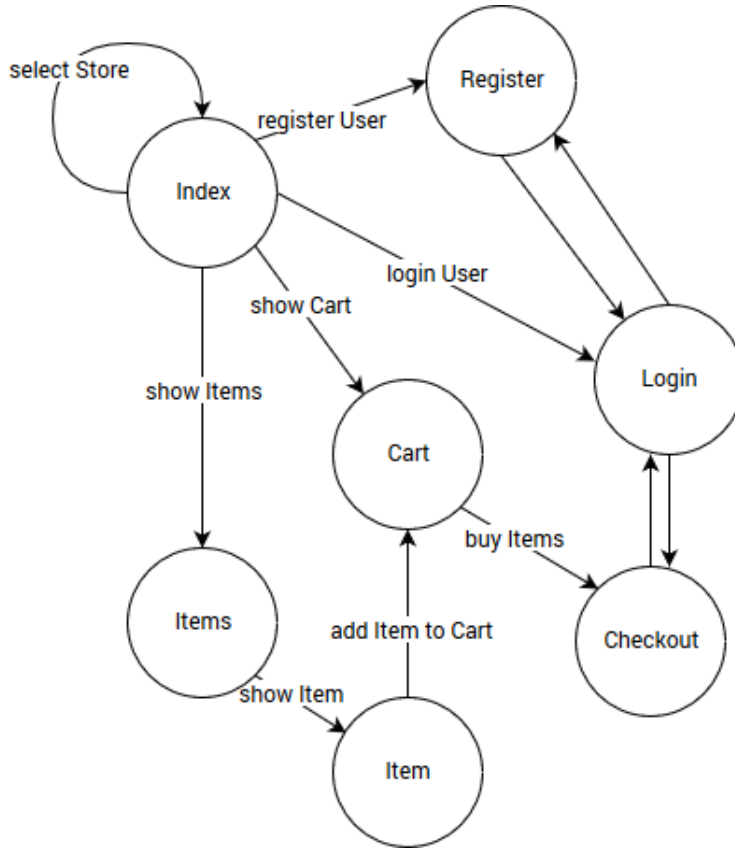 select Store
Register
register User
Index
login User
show Cart
Login
show Items
Cart
buy Items
Items
add Item to Cart
Checkout
show Item
Item